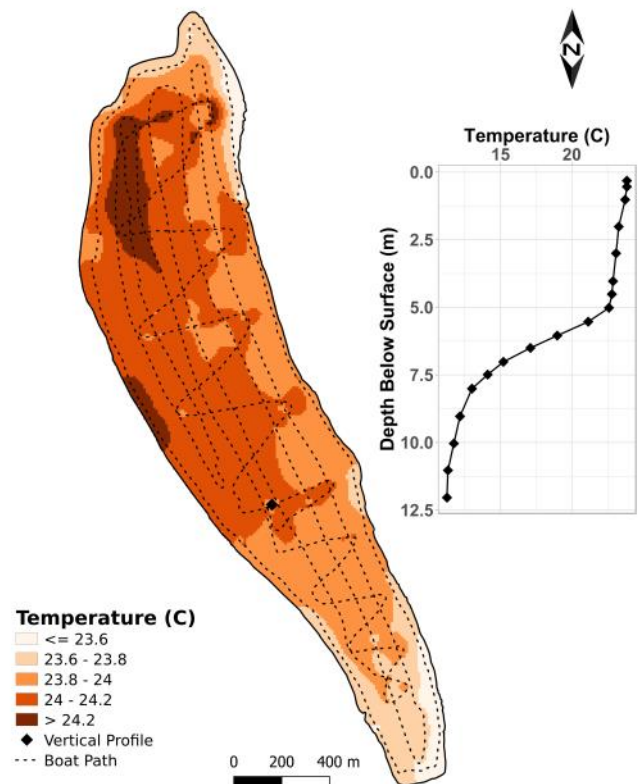 N
Temperature (C)
15 20
0.0
2.5
5.0
7.5
10.0
12.5
Depth Below Surface (m)
Temperature (C)
<= 23.6
23.6 - 23.8
23.8 - 24
24 - 24.2
> 24.2
Vertical Profile
Boat Path
0 200 400 m